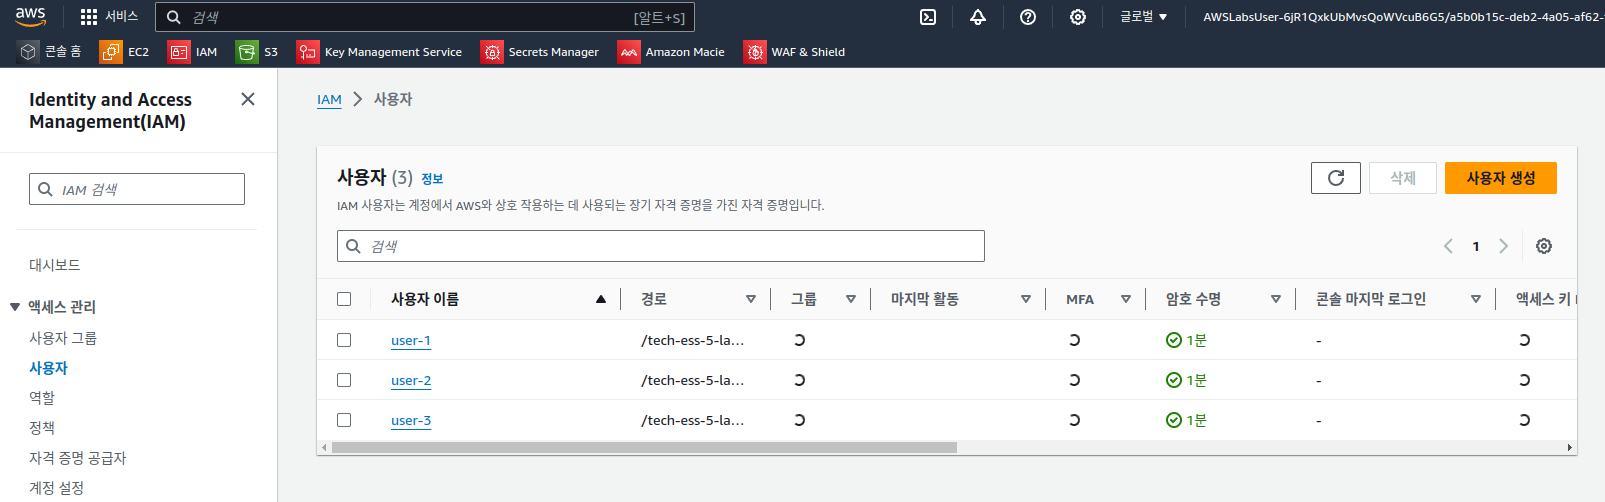 aws
서비스
검색
[알트+S]
글로벌
AWSLabsUser-6jR1QxkUbMvsQoWVcuB6G5/a5b0b15c-deb2-4a05-af62-
콘솔 홈
EC2
IAM
S3
Key Management Service
Secrets Manager
Amazon Macie
WAF & Shield
Identity and Access
Management(IAM)
IAM 검색
대시보드
액세스 관리
사용자 그룹
사용자
역할
정책
자격 증명 공급자
계정 설정
IAM
사용자
사용자 (3) 정보
삭제
사용자 생성
IAM 사용자는 계정에서 AWS와 상호 작용하는 데 사용되는 장기 자격 증명을 가진 자격 증명입니다.
검색
1
사용자 이름 경로 그룹 마지막 활동 MFA 암호 수명 콘솔 마지막 로그인 액세스 키
user-1 /tech-ess-5-la... 1분 -
user-2 /tech-ess-5-la... 1분 -
user-3 /tech-ess-5-la... 1분 -